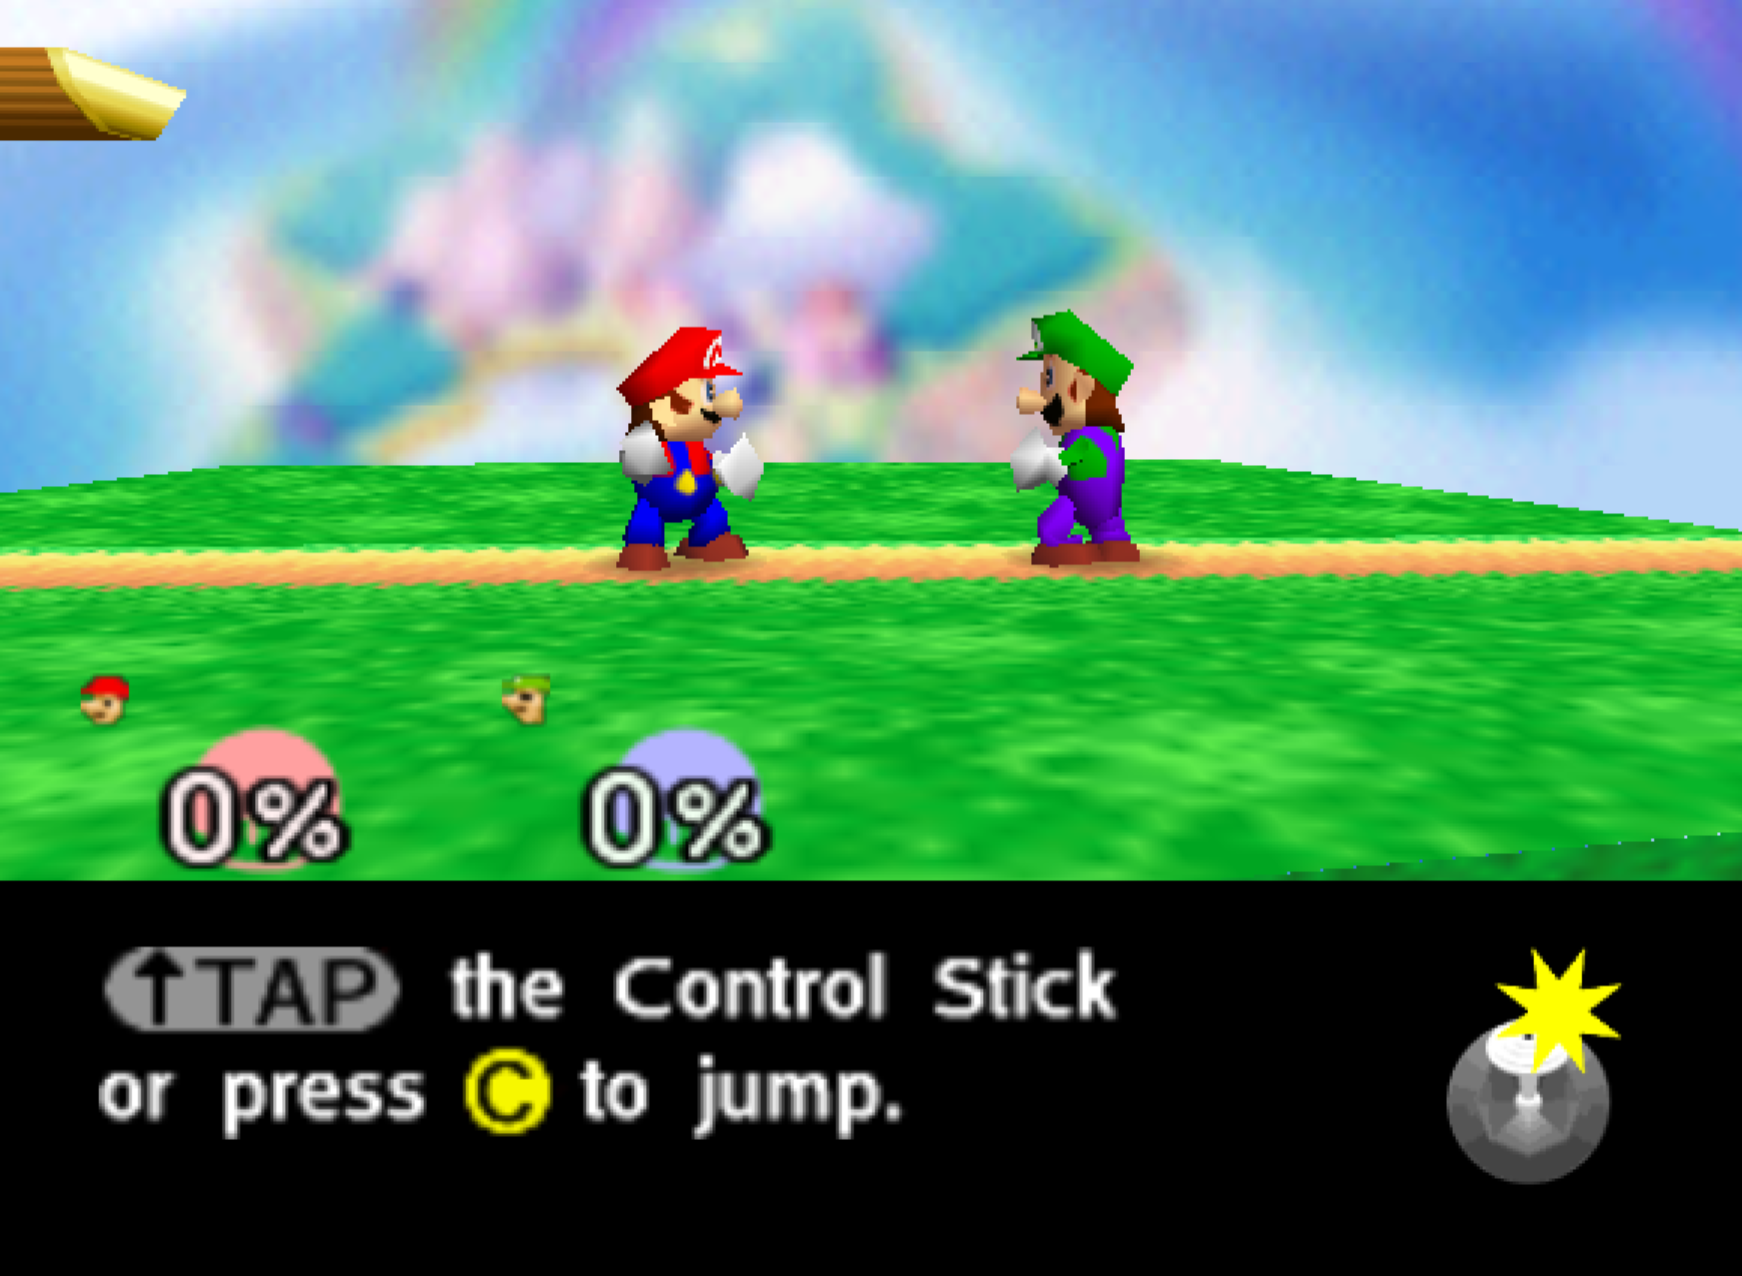 0% 0%
↑TAP the Control Stick
or press C to jump.